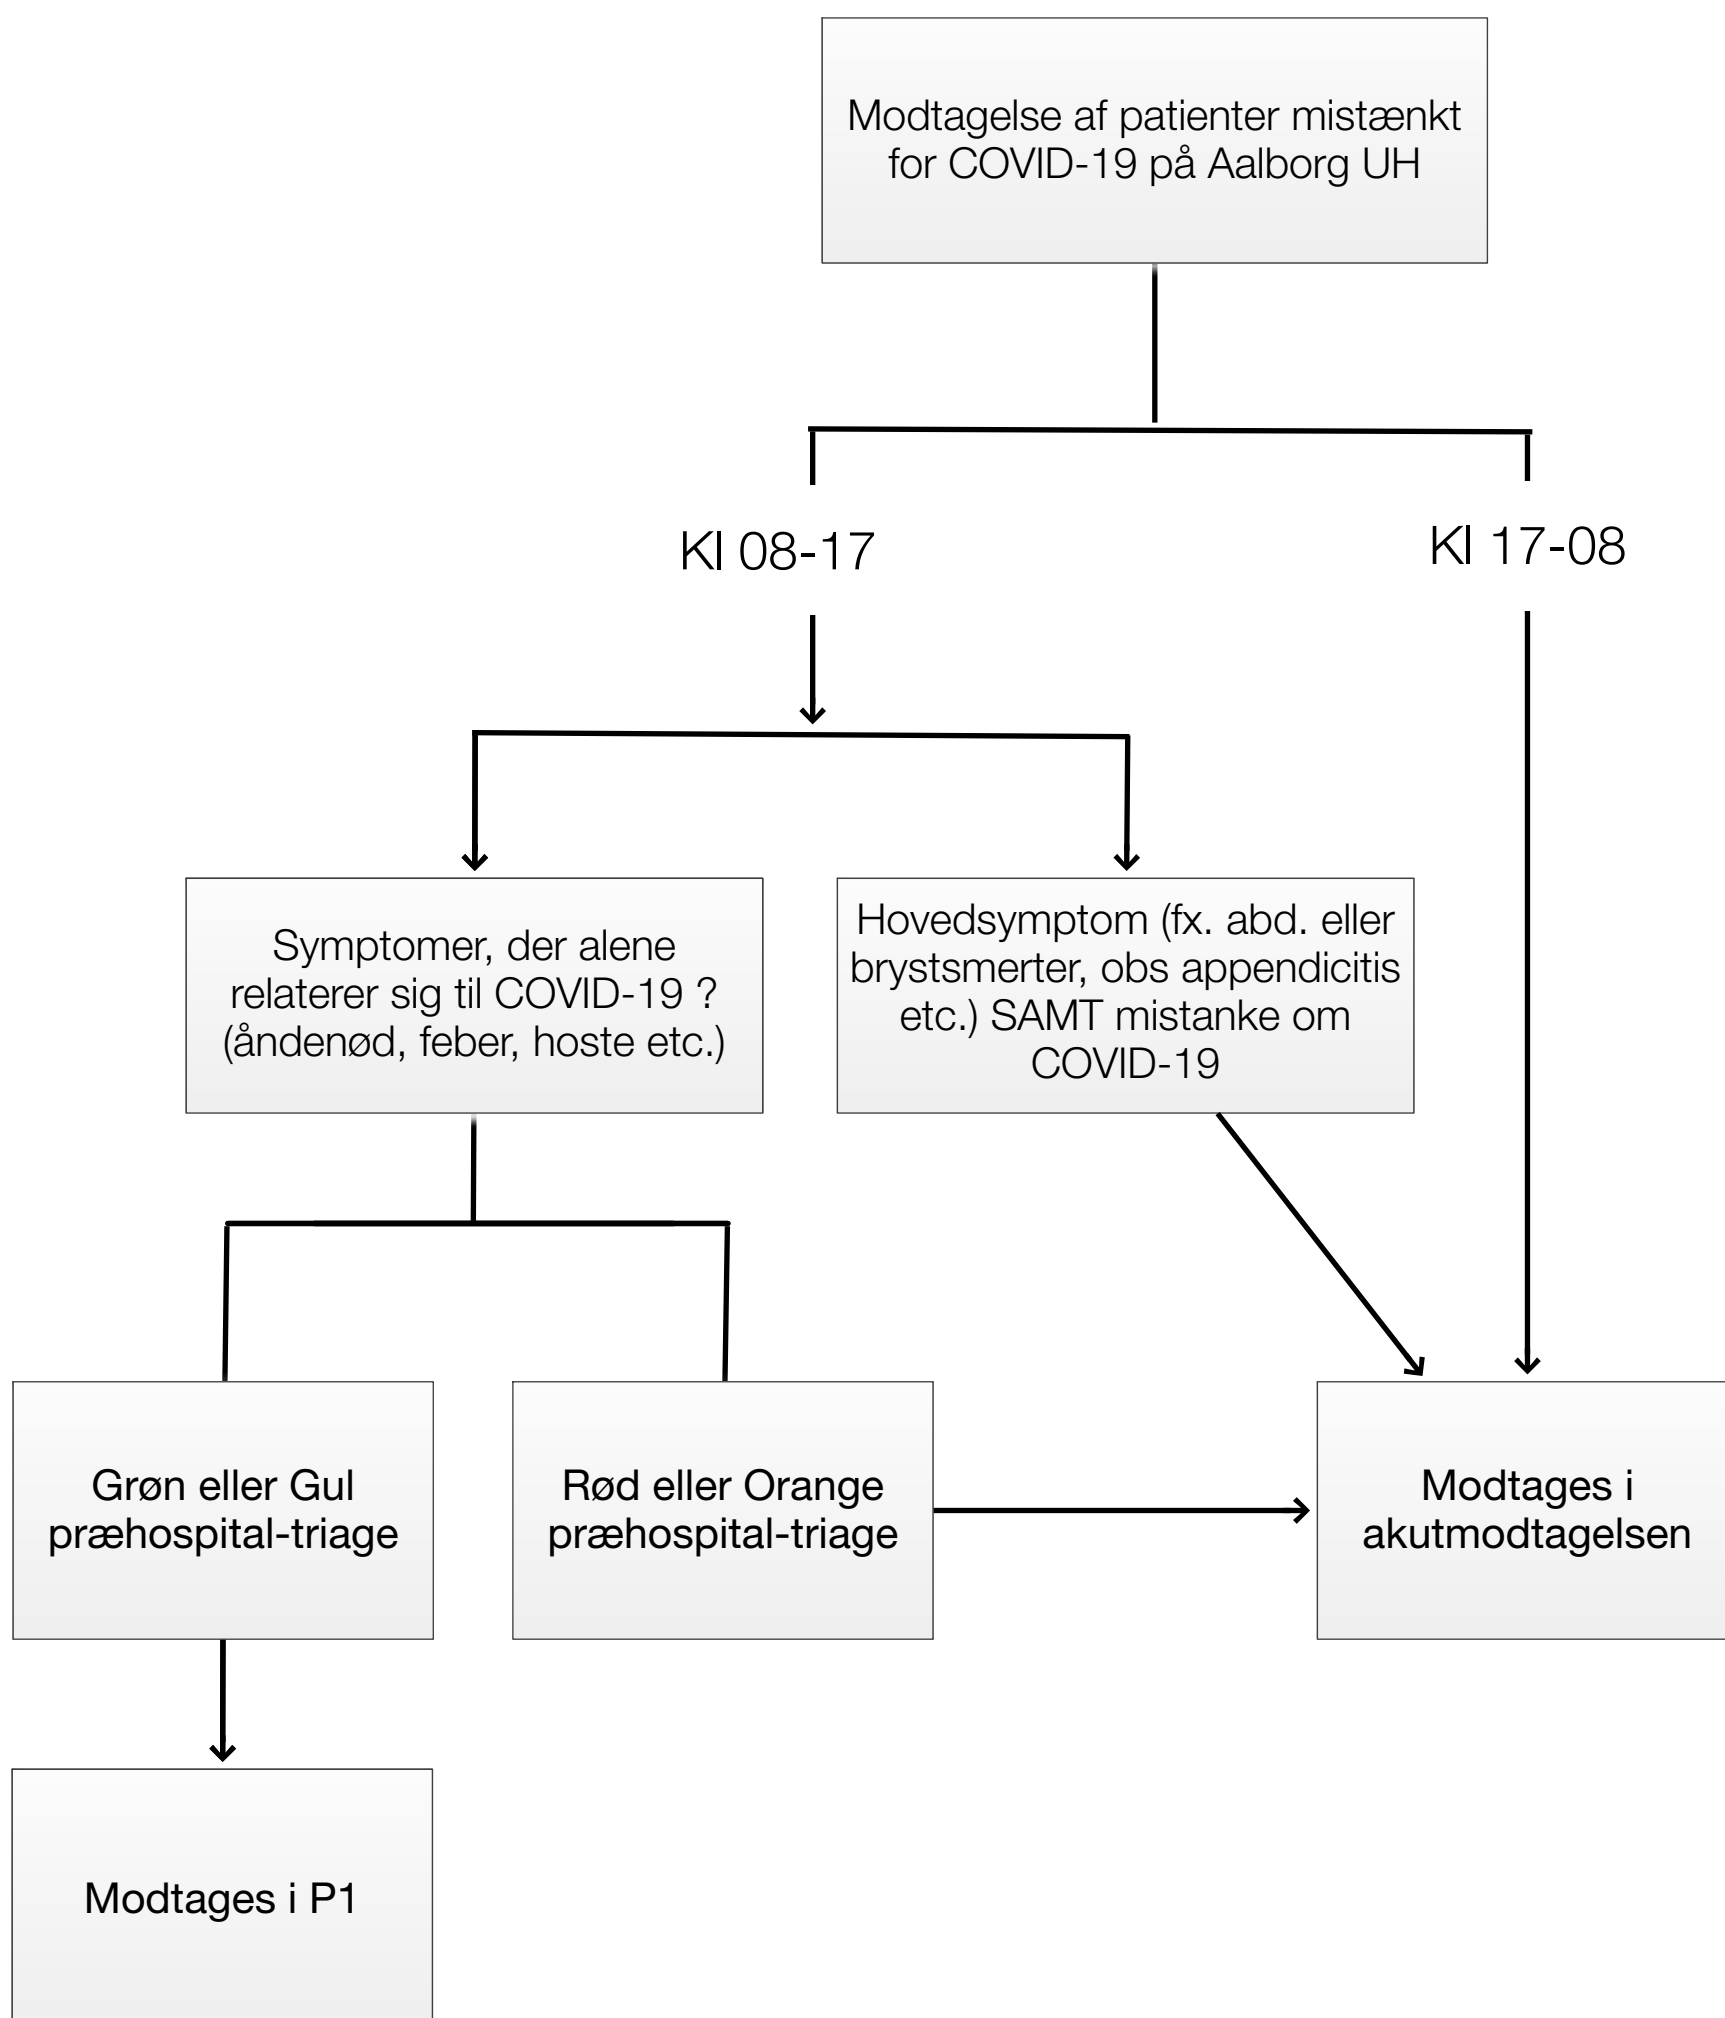 Modtagelse af patienter mistænkt
for COVID-19 på Aalborg UH
Kl 08-17
Kl 17-08
Symptomer, der alene
relaterer sig til COVID-19 ?
(åndenød, feber, hoste etc.)
Hovedsymptom (fx. abd. eller
brystsmerter, obs appendicitis
etc.) SAMT mistanke om
COVID-19
Grøn eller Gul
præhospital-triage
Rød eller Orange
præhospital-triage
Modtages i
akutmodtagelsen
Modtages i P1